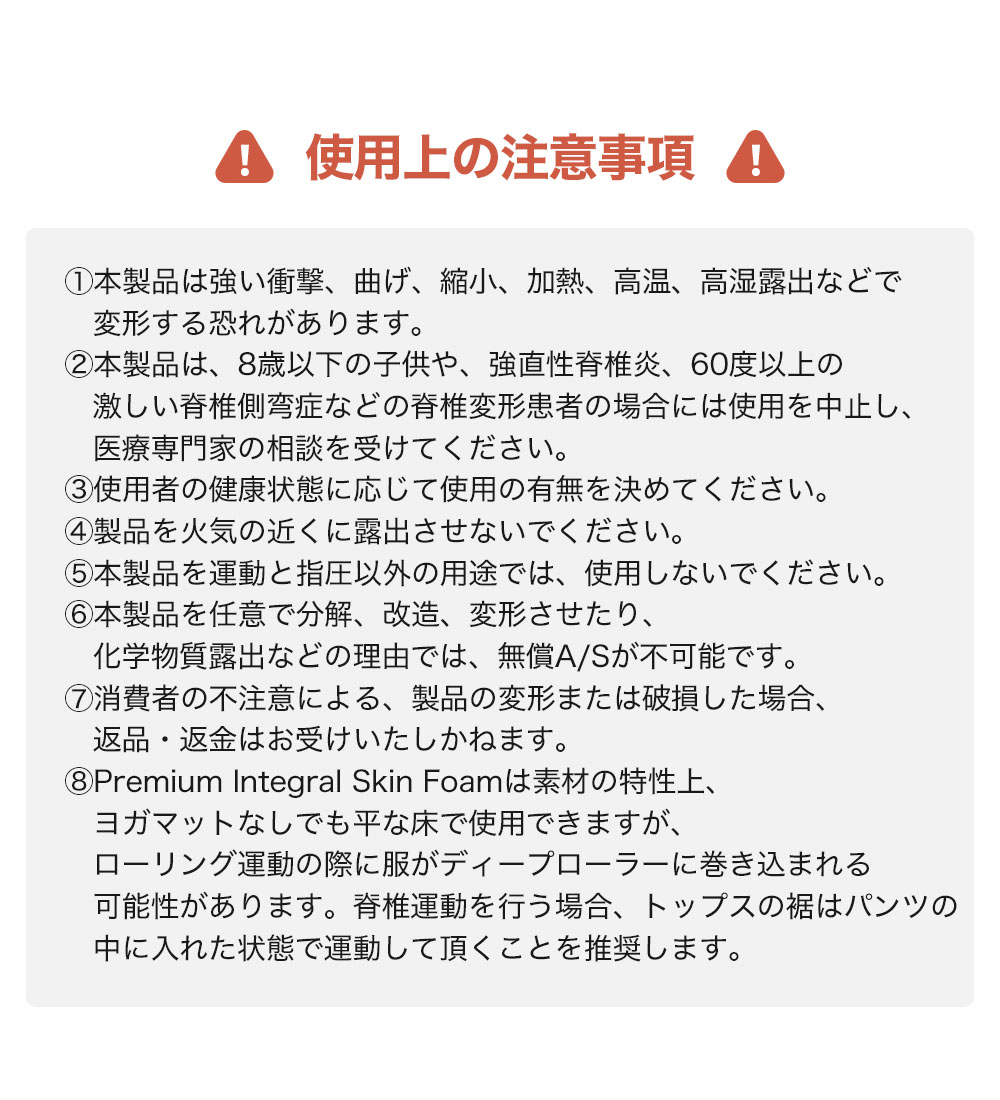 使用上の注意事項
①本製品は強い衝撃、曲げ、縮小、加熱、高温、高湿露出などで
変形する恐れがあります。
②本製品は、8歳以下の子供や、強直性脊椎炎、60度以上の
激しい脊椎側弯症などの脊椎変形患者の場合には使用を中止し、
医療専門家の相談を受けてください。
③使用者の健康状態に応じて使用の有無を決めてください。
④製品を火気の近くに露出させないでください。
⑤本製品を運動と指圧以外の用途では、使用しないでください。
⑥本製品を任意で分解、改造、変形させたり、
化学物質露出などの理由では、無償A/Sが不可能です。
⑦消費者の不注意による、製品の変形または破損した場合、
返品・返金はお受けいたしかねます。
⑧Premium Integral Skin Foamは素材の特性上、
ヨガマットなしでも平な床で使用できますが、
ローリング運動の際に服がディープローラーに巻き込まれる
可能性があります。脊椎運動を行う場合、トップスの裾はパンツの
中に入れた状態で運動して頂くことを推奨します。